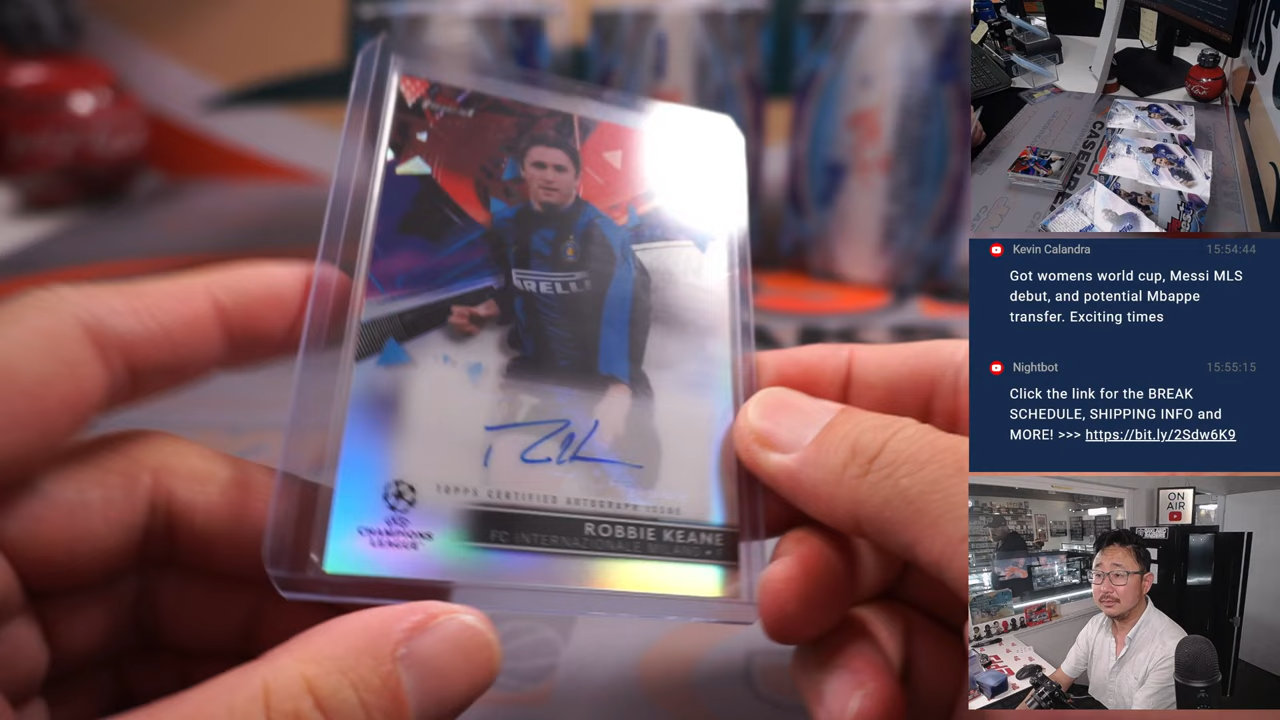 PIRELLI
TOPPS CERTIFIED AUTOGRAPH ISSUE
CHAMPIONS
LEAGUE
ROBBIE KEANE
FC INTERNAZIONALE MILANO
Kevin Calandra 15:54:44
Got womens world cup, Messi MLS
debut, and potential Mbappe
transfer. Exciting times
Nightbot 15:55:15
Click the link for the BREAK
SCHEDULE, SHIPPING INFO and
MORE! >>> https://bit.ly/2Sdw6K9
ON
AIR